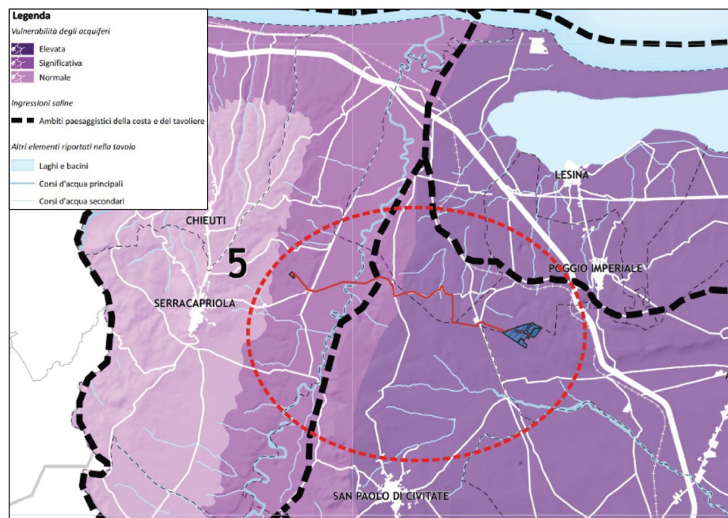 Legenda
Vulnerabilità degli acquiferi
Elevata
Significativa
Normale
Ingressioni saline
Ambiti paesaggistici della costa e del tavoliere
Altri elementi riportati nella tavola
Laghi e bacini
Corsi d'acqua principali
Corsi d'acqua secondari
LESINA
CHIEUTI
5
POGGIO IMPERIALE
SERRACAPRIOLA
SAN PAOLO DI CIVITATE